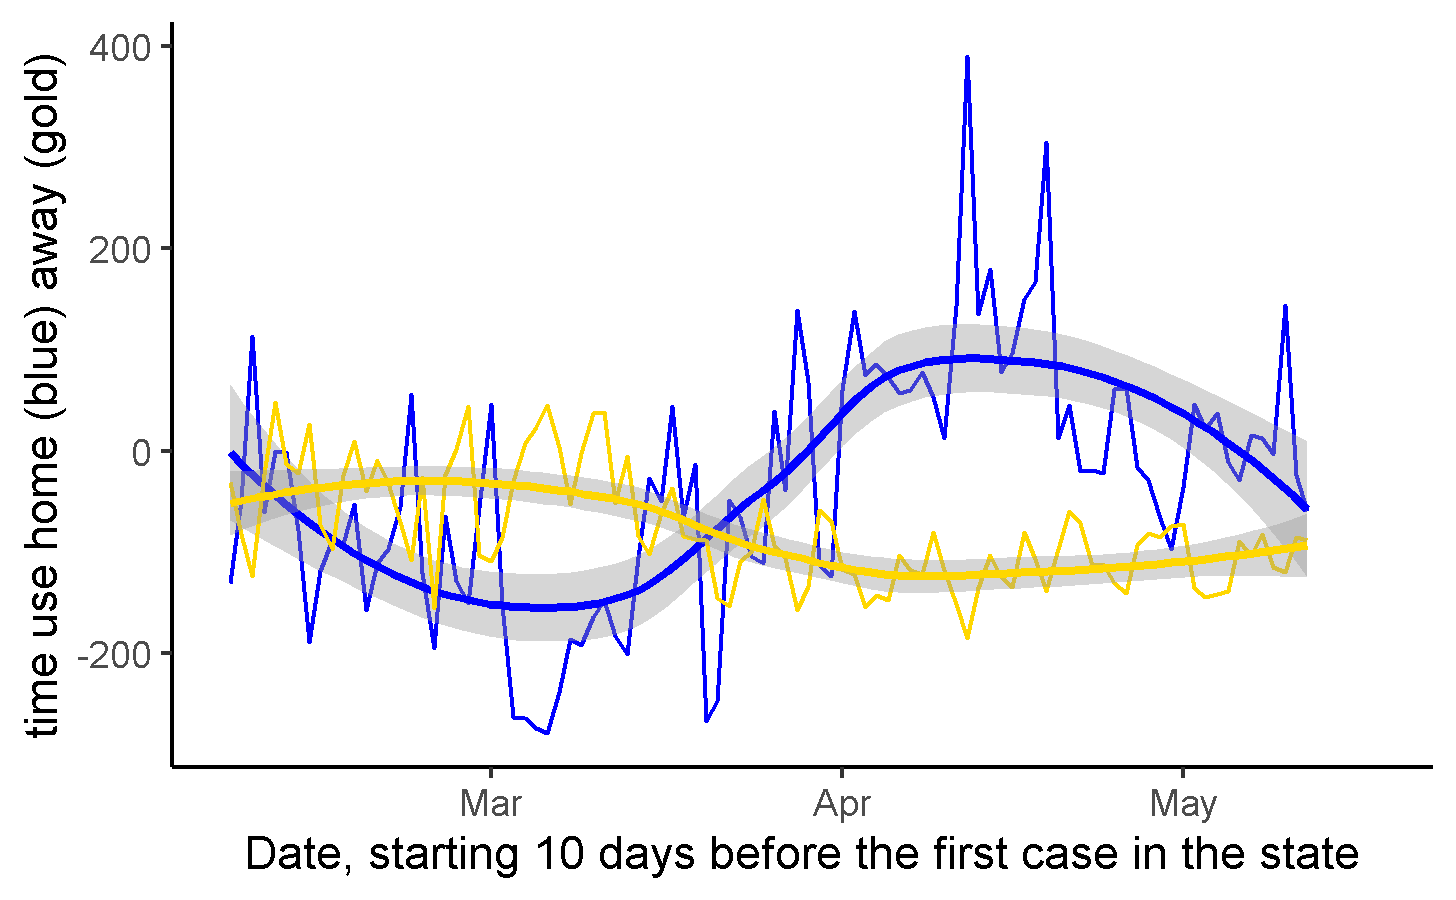 time use home (blue) away (gold)
400
200
0
-200
Mar
Apr
May
Date, starting 10 days before the first case in the state